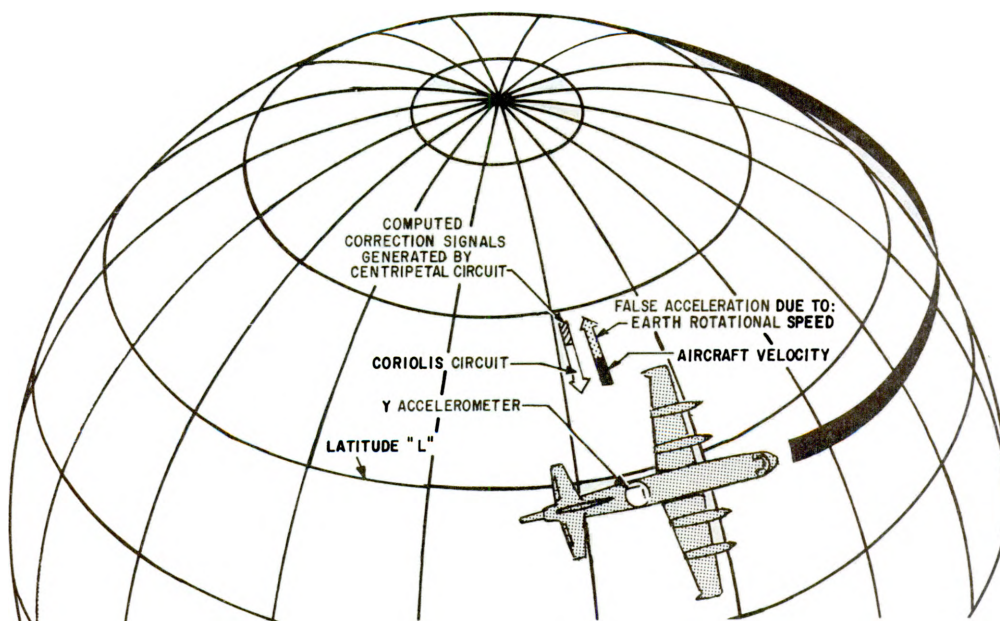 COMPUTED
CORRECTION SIGNALS
GENERATED BY
CENTRIPETAL CIRCUIT
FALSE ACCELERATION DUE TO:
EARTH ROTATIONAL SPEED
AIRCRAFT VELOCITY
CORIOLIS CIRCUIT
Y ACCELEROMETER
LATITUDE "L"